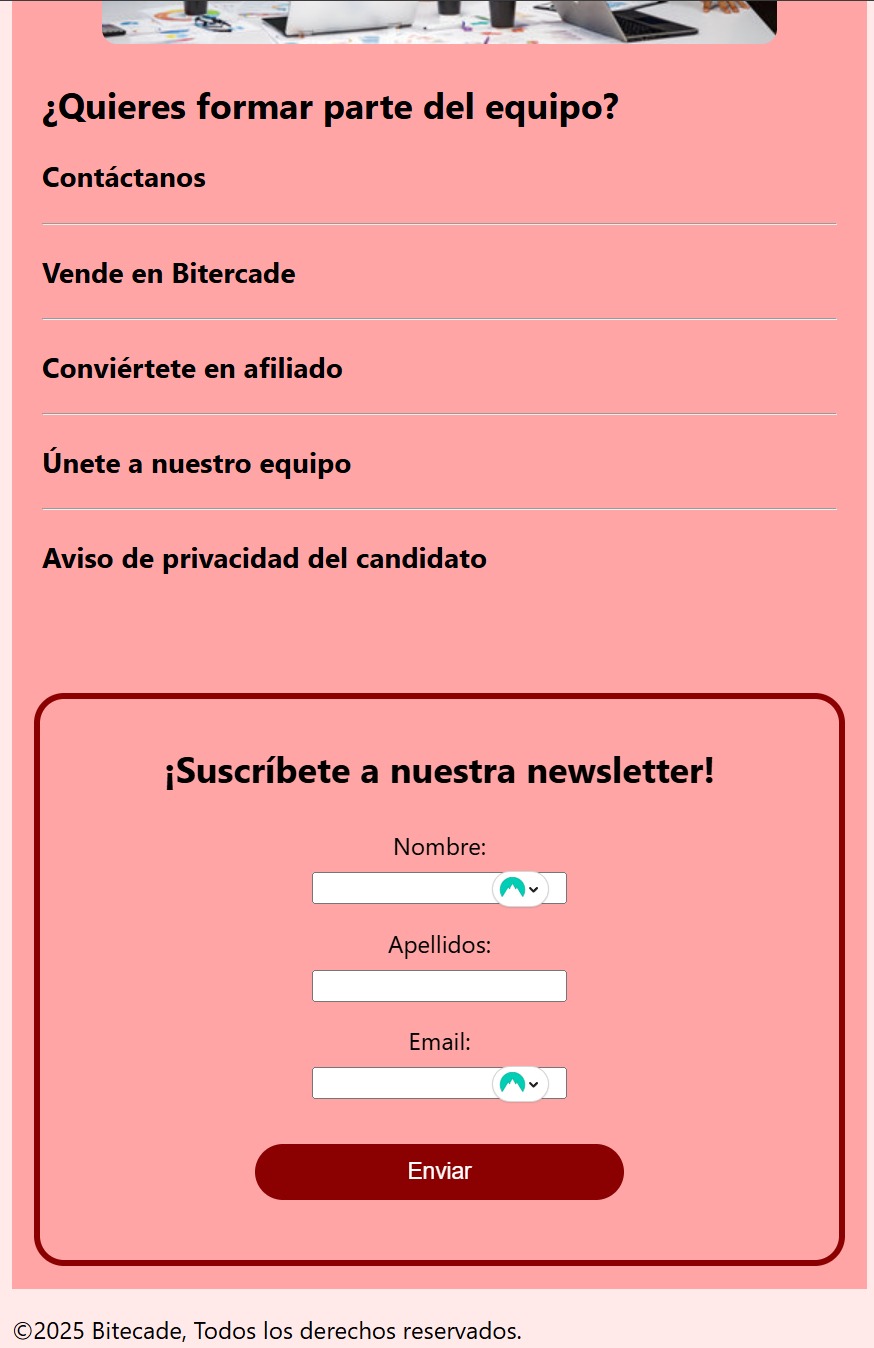 ¿Quieres formar parte del equipo?
Contáctanos
Vende en Bitercade
Conviértete en afiliado
Únete a nuestro equipo
Aviso de privacidad del candidato
¡Suscríbete a nuestra newsletter!
Nombre:
Apellidos:
Email:
Enviar
©2025 Bitecade, Todos los derechos reservados.